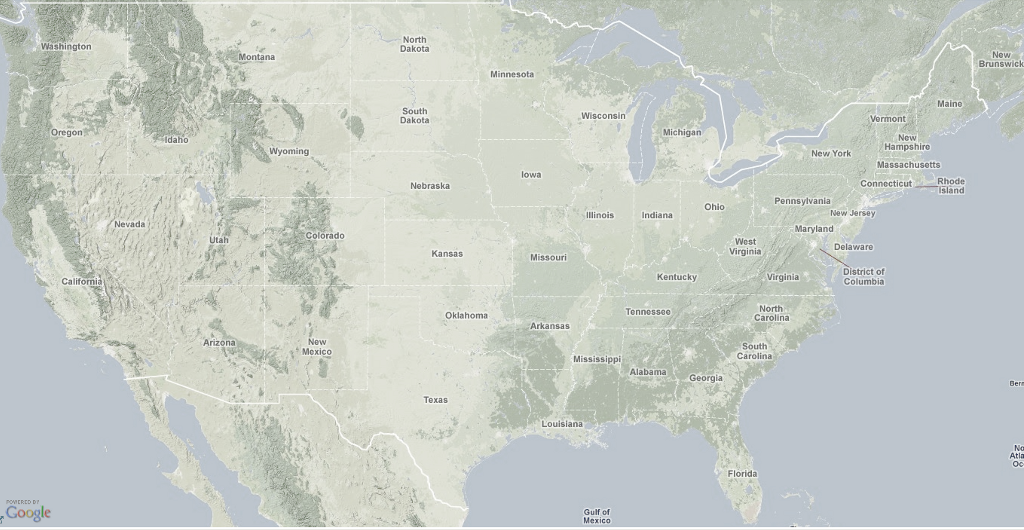 Washington
North
Dakota
Montana
Minnesota
New
Brunswick
Maine
Oregon
Idaho
South
Dakota
Wisconsin
Michigan
Vermont
New
Hampshire
Wyoming
New York
Massachusetts
Nebraska
Iowa
Connecticut
Rhode
Island
Nevada
Utah
Colorado
Illinois
Indiana
Ohio
Pennsylvania
New Jersey
Maryland
Kansas
Missouri
West
Virginia
Delaware
California
Kentucky
Virginia
District of
Columbia
Arizona
New
Mexico
Oklahoma
Arkansas
Tennessee
North
Carolina
South
Carolina
Mississippi
Alabama
Georgia
Texas
Louisiana
Florida
Berm
No
Atla
Oc
POWERED BY
Google
Gulf of
Mexico